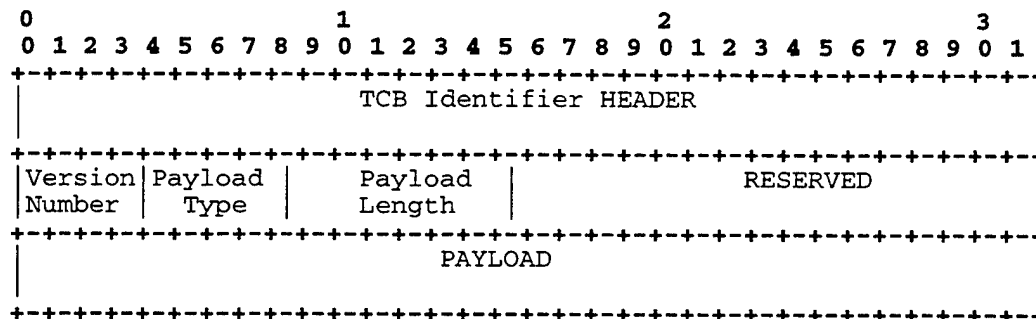 0                   1                   2                   3
0 1 2 3 4 5 6 7 8 9 0 1 2 3 4 5 6 7 8 9 0 1 2 3 4 5 6 7 8 9 0 1
+-+-+-+-+-+-+-+-+-+-+-+-+-+-+-+-+-+-+-+-+-+-+-+-+-+-+-+-+-+-+-+-
| TCB Identifier HEADER
+-+-+-+-+-+-+-+-+-+-+-+-+-+-+-+-+-+-+-+-+-+-+-+-+-+-+-+-+-+-+-+-
|Version|Payload | Payload | RESERVED
|Number | Type | Length |
+-+-+-+-+-+-+-+-+-+-+-+-+-+-+-+-+-+-+-+-+-+-+-+-+-+-+-+-+-+-+-+-
| PAYLOAD
+-+-+-+-+-+-+-+-+-+-+-+-+-+-+-+-+-+-+-+-+-+-+-+-+-+-+-+-+-+-+-+-